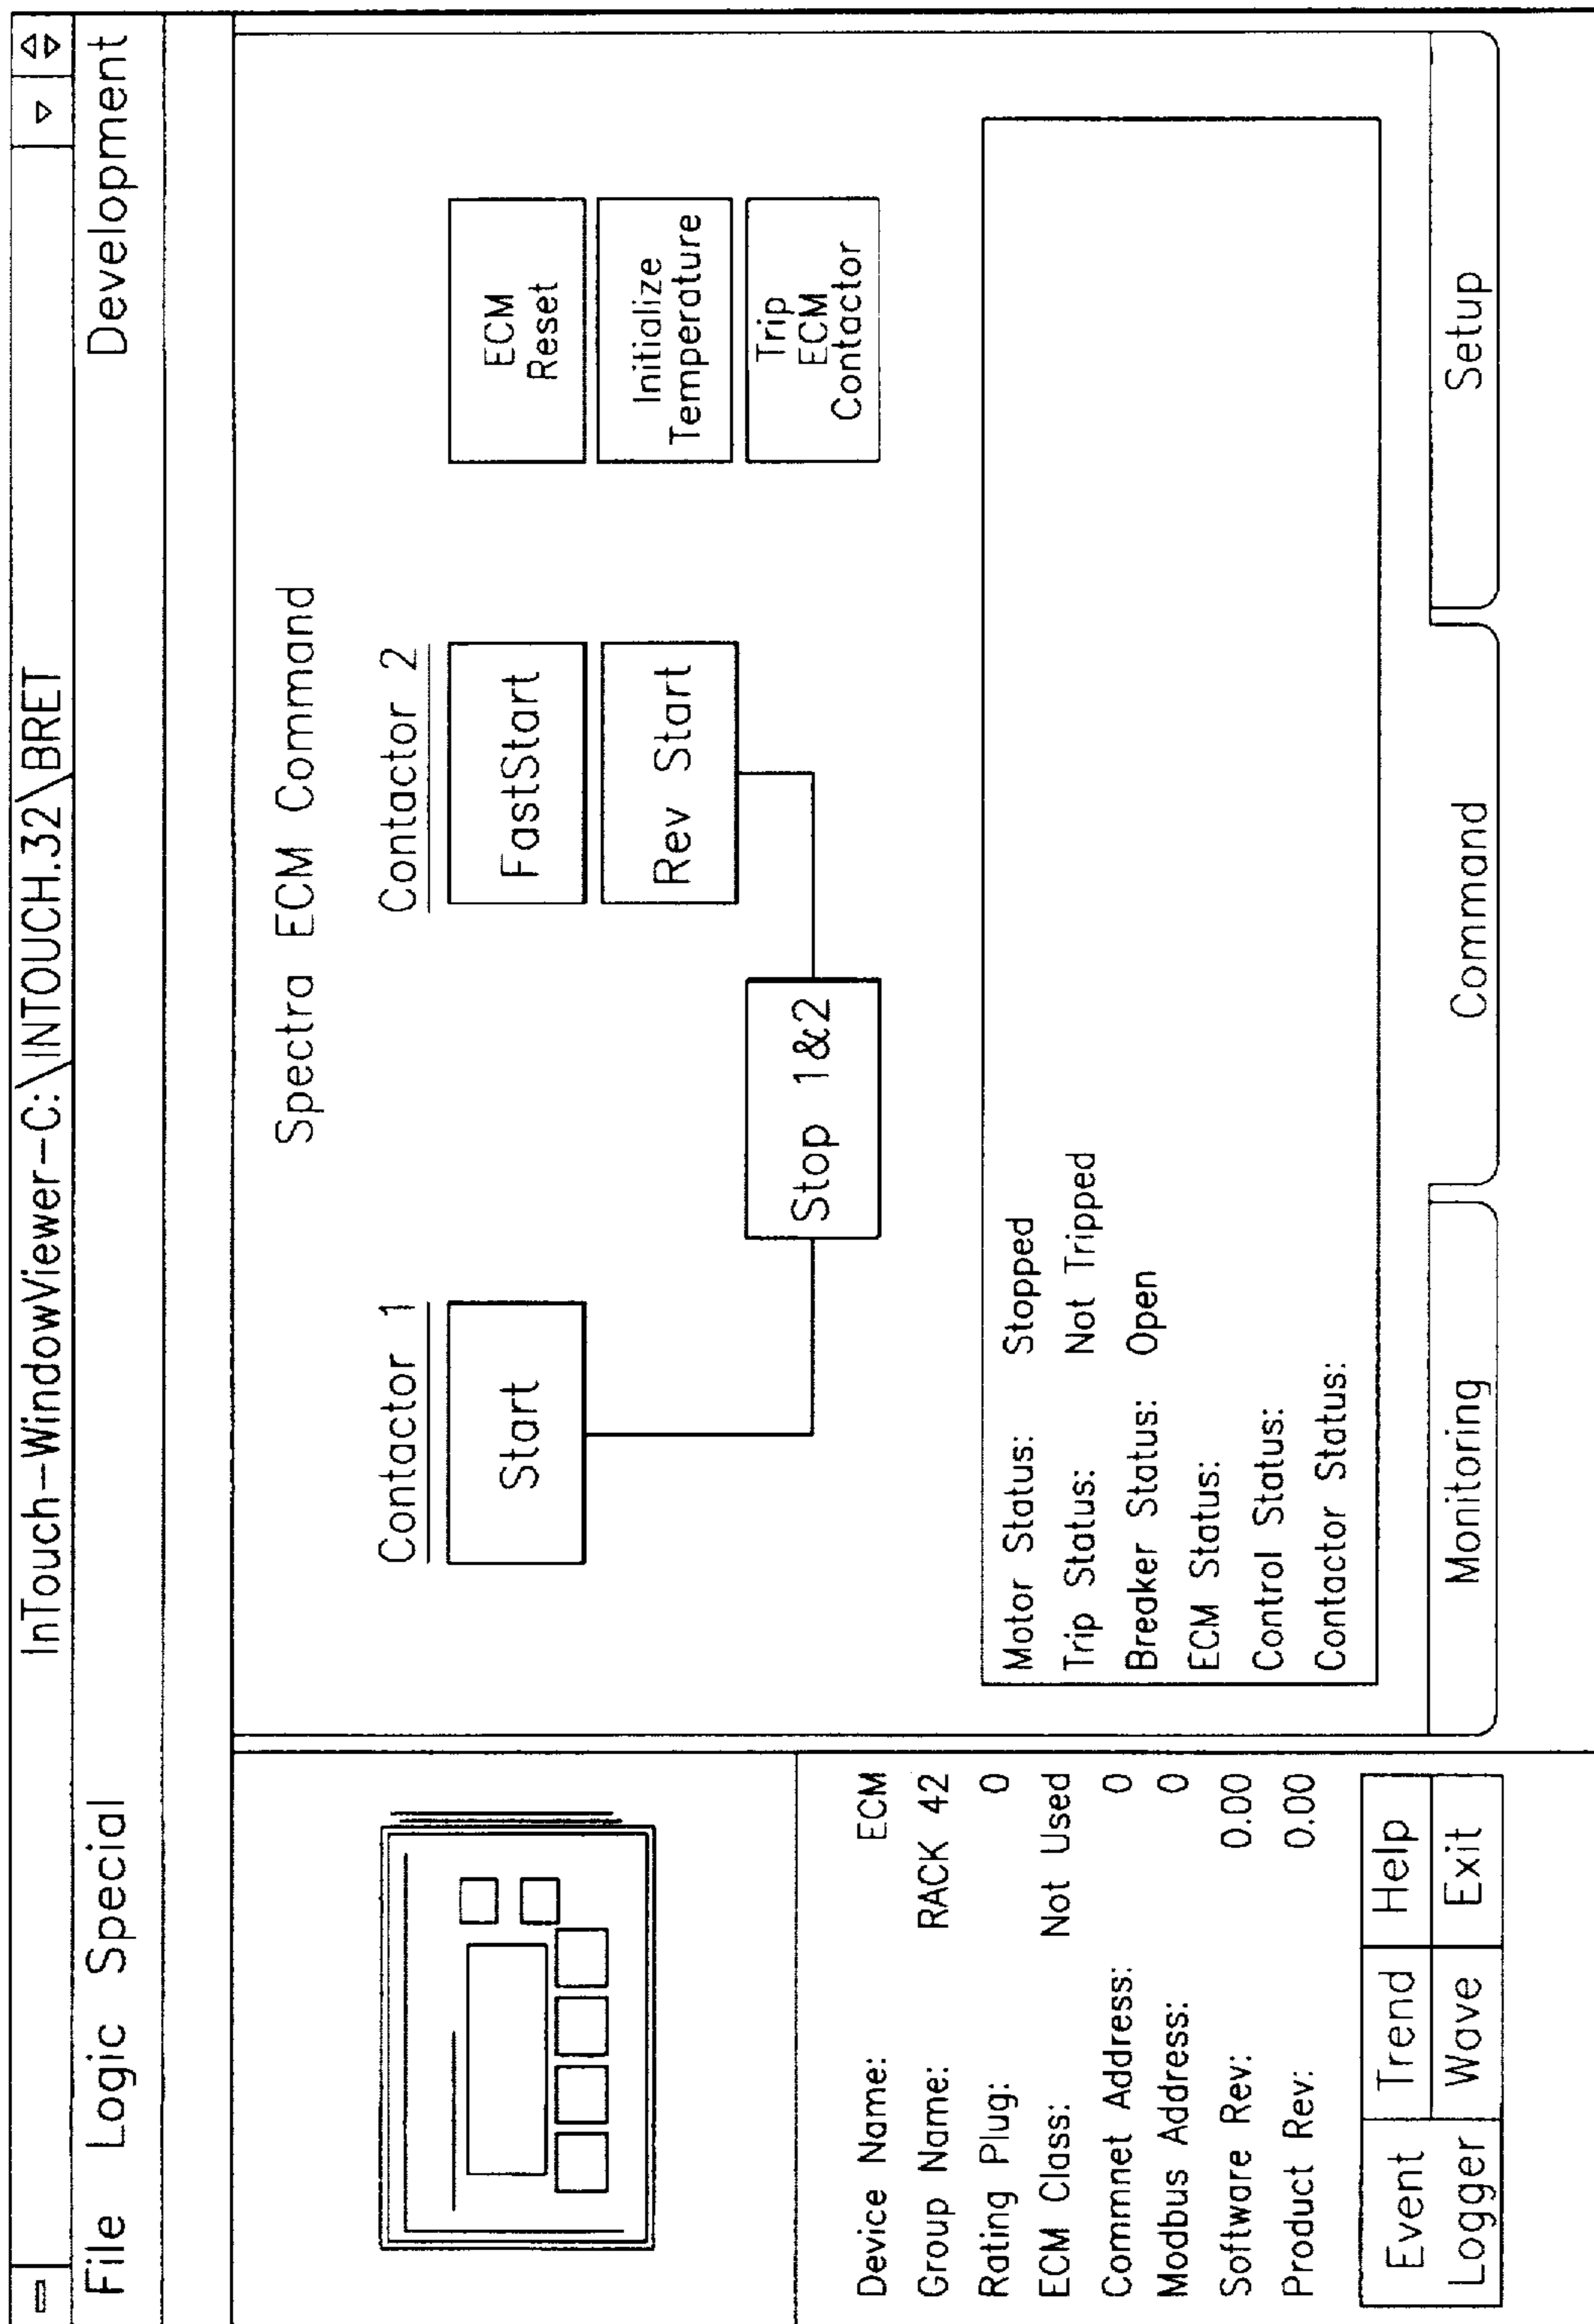 InTouch-WindowViewer-C:\INTOUCH.32\BRET
File Logic Special Development
Spectra ECM Command
Contactor 1
Contactor 2
Start
FastStart
Rev Start
Stop 1&2
ECM
Reset
Initialize
Temperature
Trip
ECM
Contactor
Motor Status: Stopped
Trip Status: Not Tripped
Breaker Status: Open
ECM Status:
Control Status:
Contactor Status:
Monitoring
Command
Setup
Device Name: ECM
Group Name: RACK 42
Rating Plug: 0
ECM Class: Not Used
Commnet Address: 0
Modbus Address: 0
Software Rev: 0.00
Product Rev: 0.00
Event
Logger
Trend
Help
Wave
Exit